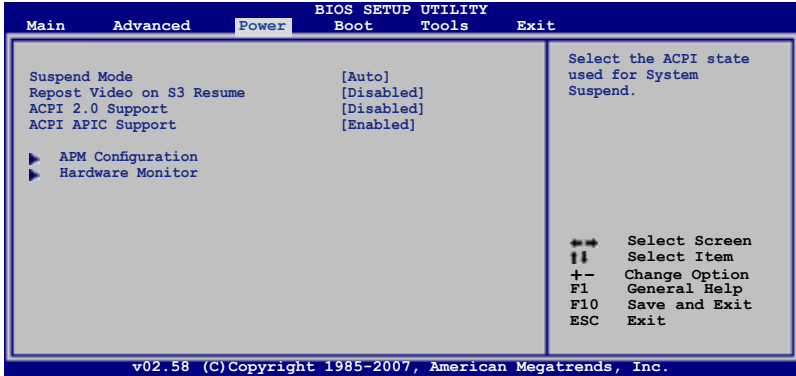 BIOS SETUP UTILITY
Main Advanced Power Boot Tools Exit
Suspend Mode [Auto]
Repost Video on S3 Resume [Disabled]
ACPI 2.0 Support [Disabled]
ACPI APIC Support [Enabled]
APM Configuration
Hardware Monitor
Select the ACPI state
used for System
Suspend.
Select Screen
Select Item
+- Change Option
F1 General Help
F10 Save and Exit
ESC Exit
v02.58 (C)Copyright 1985-2007, American Megatrends, Inc.